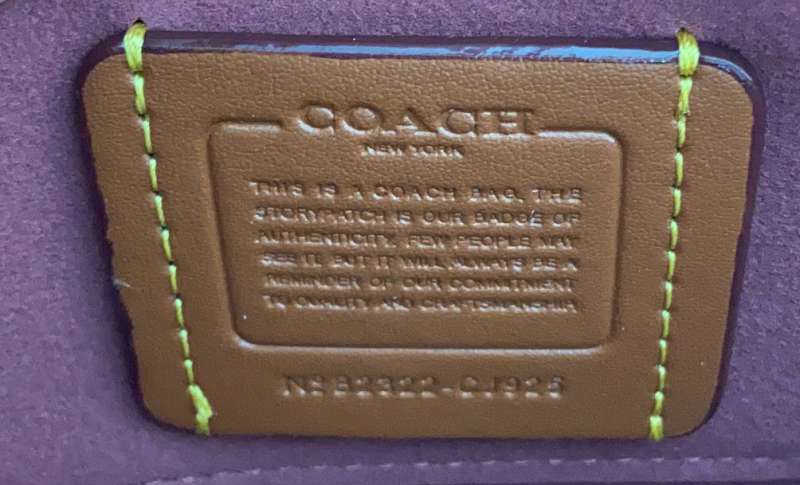 COACH
NEW YORK
THIS IS A COACH BAG. THE
STORYPATCH IS OUR BADGE OF
AUTHENTICITY. FEW PEOPLE MAY
SEE IT, BUT IT WILL ALWAYS BE A
REMINDER OF OUR COMMITMENT
TO QUALITY AND CRAFTSMANSHIP.